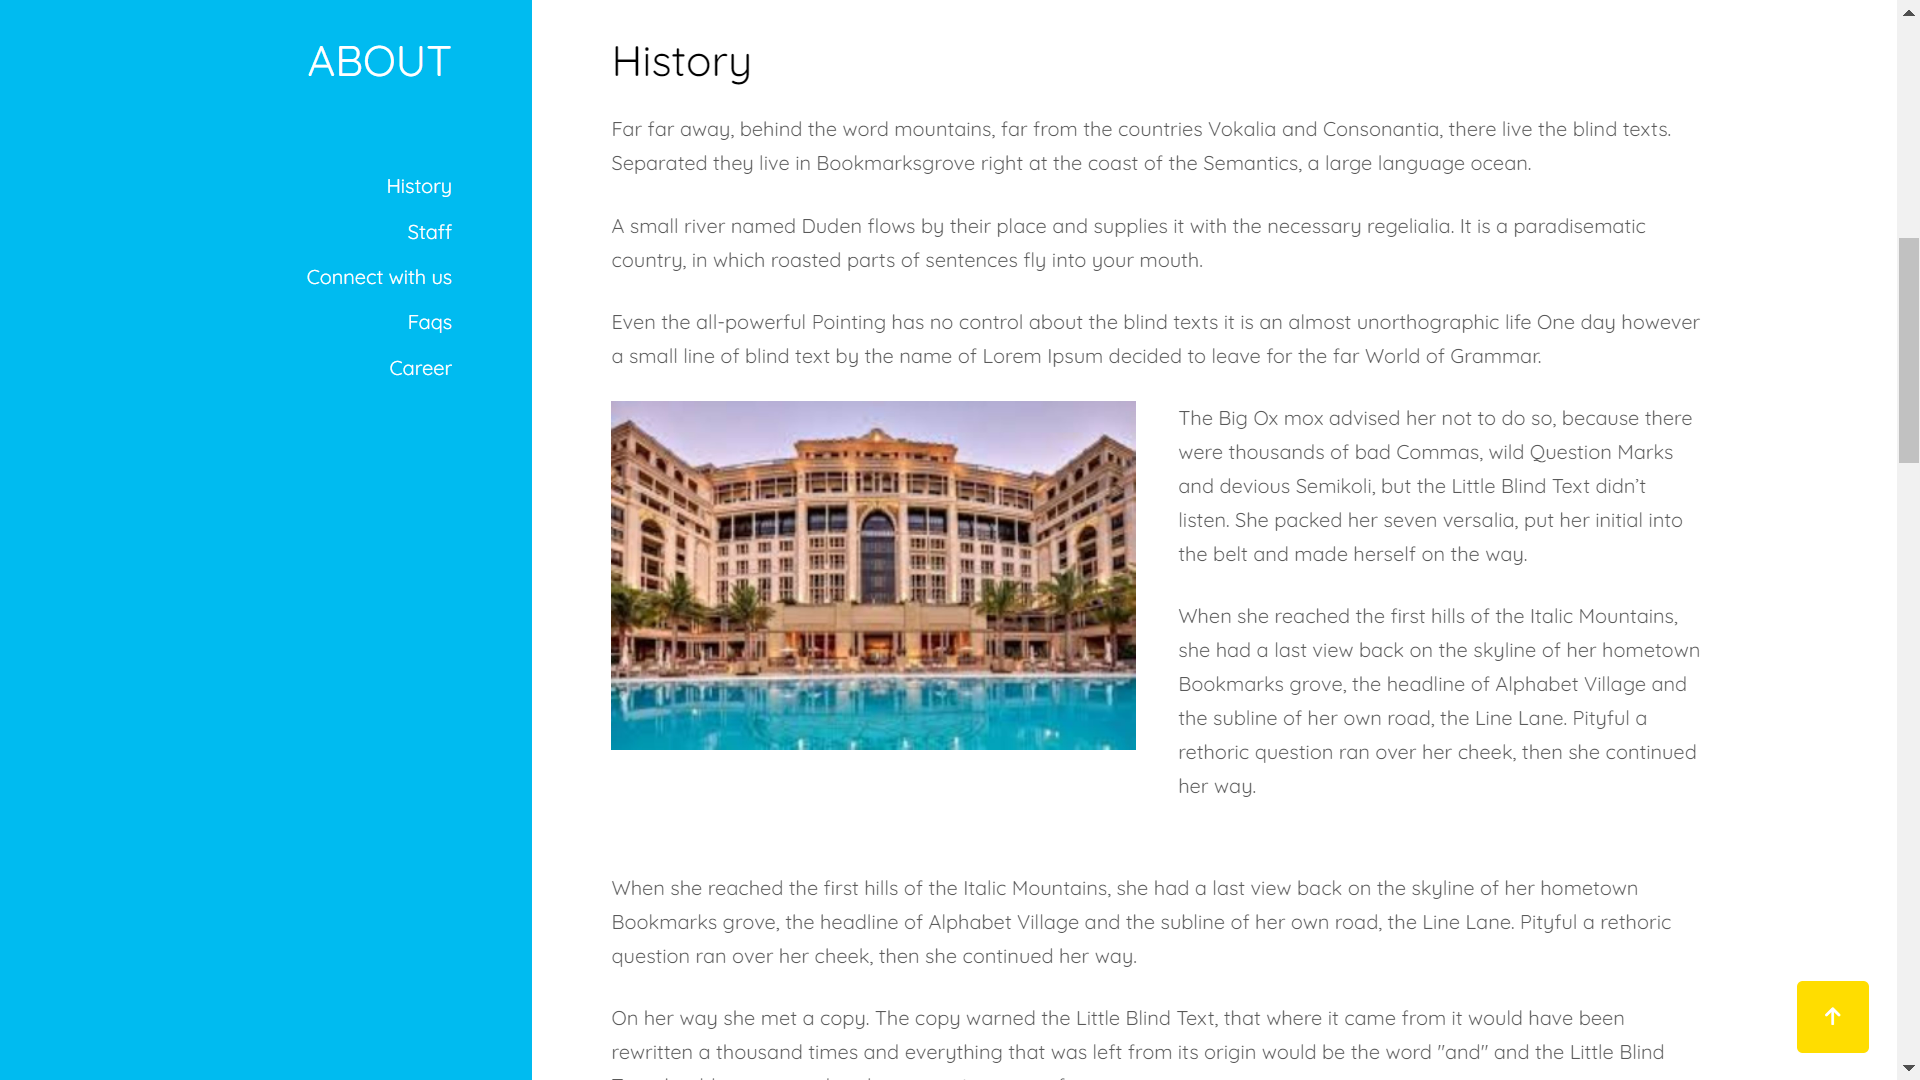 ABOUT
History
Staff
Connect with us
Faqs
Career
History
Far far away, behind the word mountains, far from the countries Vokalia and Consonantia, there live the blind texts.
Separated they live in Bookmarksgrove right at the coast of the Semantics, a large language ocean.
A small river named Duden flows by their place and supplies it with the necessary regelialia. It is a paradisematic
country, in which roasted parts of sentences fly into your mouth.
Even the all-powerful Pointing has no control about the blind texts it is an almost unorthographic life One day however
a small line of blind text by the name of Lorem Ipsum decided to leave for the far World of Grammar.
The Big Ox mox advised her not to do so, because there
were thousands of bad Commas, wild Question Marks
and devious Semikoli, but the Little Blind Text didn’t
listen. She packed her seven versalia, put her initial into
the belt and made herself on the way.
When she reached the first hills of the Italic Mountains,
she had a last view back on the skyline of her hometown
Bookmarks grove, the headline of Alphabet Village and
the subline of her own road, the Line Lane. Pityful a
rethoric question ran over her cheek, then she continued
her way.
When she reached the first hills of the Italic Mountains, she had a last view back on the skyline of her hometown
Bookmarks grove, the headline of Alphabet Village and the subline of her own road, the Line Lane. Pityful a rethoric
question ran over her cheek, then she continued her way.
On her way she met a copy. The copy warned the Little Blind Text, that where it came from it would have been
rewritten a thousand times and everything that was left from its origin would be the word "and" and the Little Blind